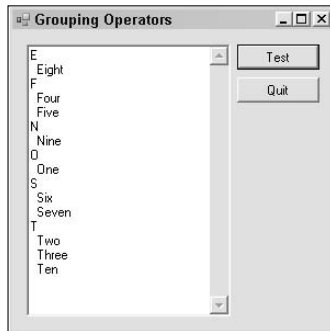 Grouping Operators
E
Eight
F
Four
Five
N
Nine
O
One
S
Six
Seven
T
Two
Three
Ten
Test
Quit